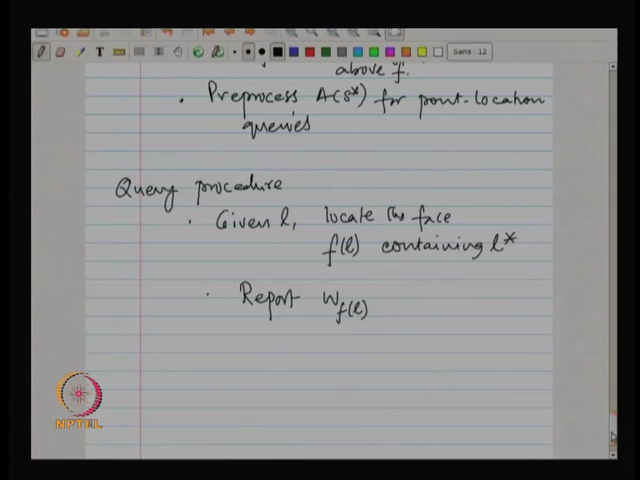 above f.
• Preprocess A(S*) for point-location
queries
Query procedure
• Given l, locate the face
f(l) containing l*
• Report W_f(l)
Sans 12
NPTEL